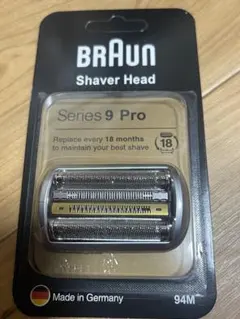 BRAUN
Shaver Head
Series 9 Pro
Replace every 18 months
to maintain your best shave
18
Made in Germany
94M